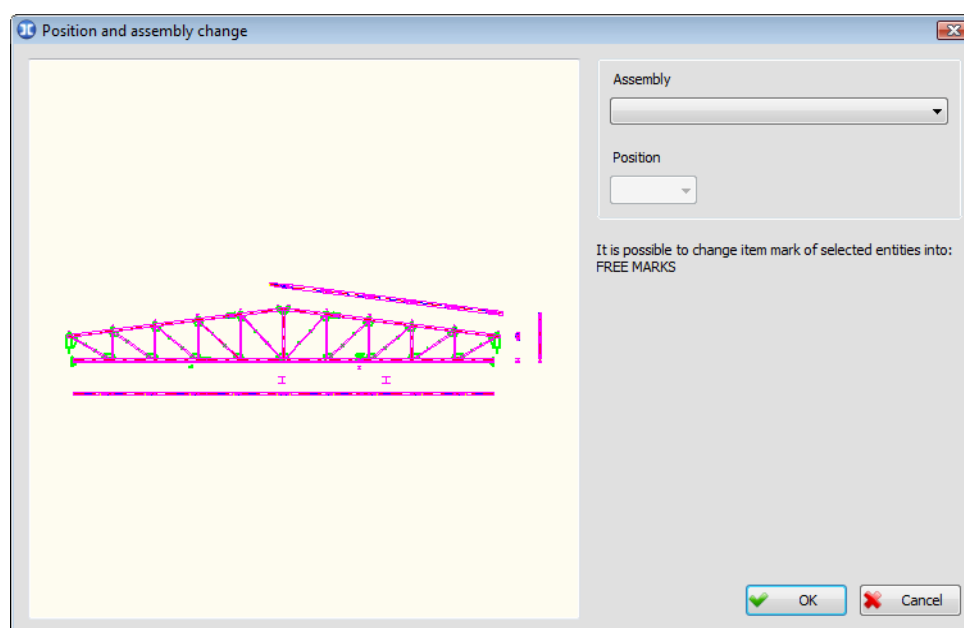 Position and assembly change
Assembly
Position
It is possible to change item mark of selected entities into:
FREE MARKS
OK
Cancel